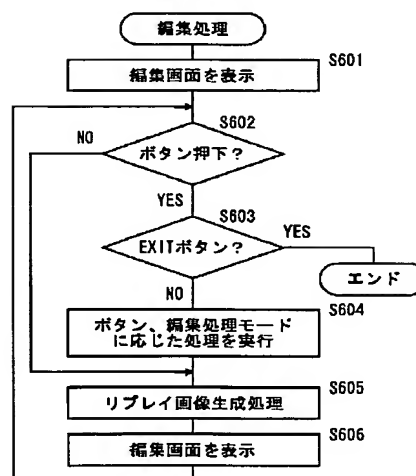 編集処理
S601
編集画面を表示
S602
NO
ボタン押下？
YES
S603
EXITボタン？
YES
エンド
NO
S604
ボタン、編集処理モード
に応じた処理を実行
S605
リプレイ画像生成処理
S606
編集画面を表示